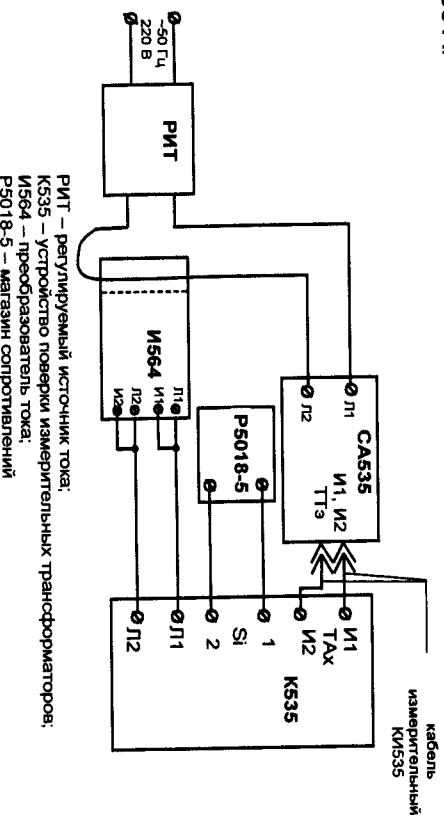 ~50 Гц
220 В
РИТ
И564
Л1
И1
Л2
И2
Р5018-5
1
2
СА535
Л1
Л2
И1, И2
ТТэ
К535
И1
ТАх
И2
1
Si
2
Л1
Л2
кабель
измерительный
КИ535
РИТ – регулируемый источник тока;
К535 – устройство поверки измерительных трансформаторов;
И564 – преобразователь тока;
Р5018-5 – магазин сопротивлений